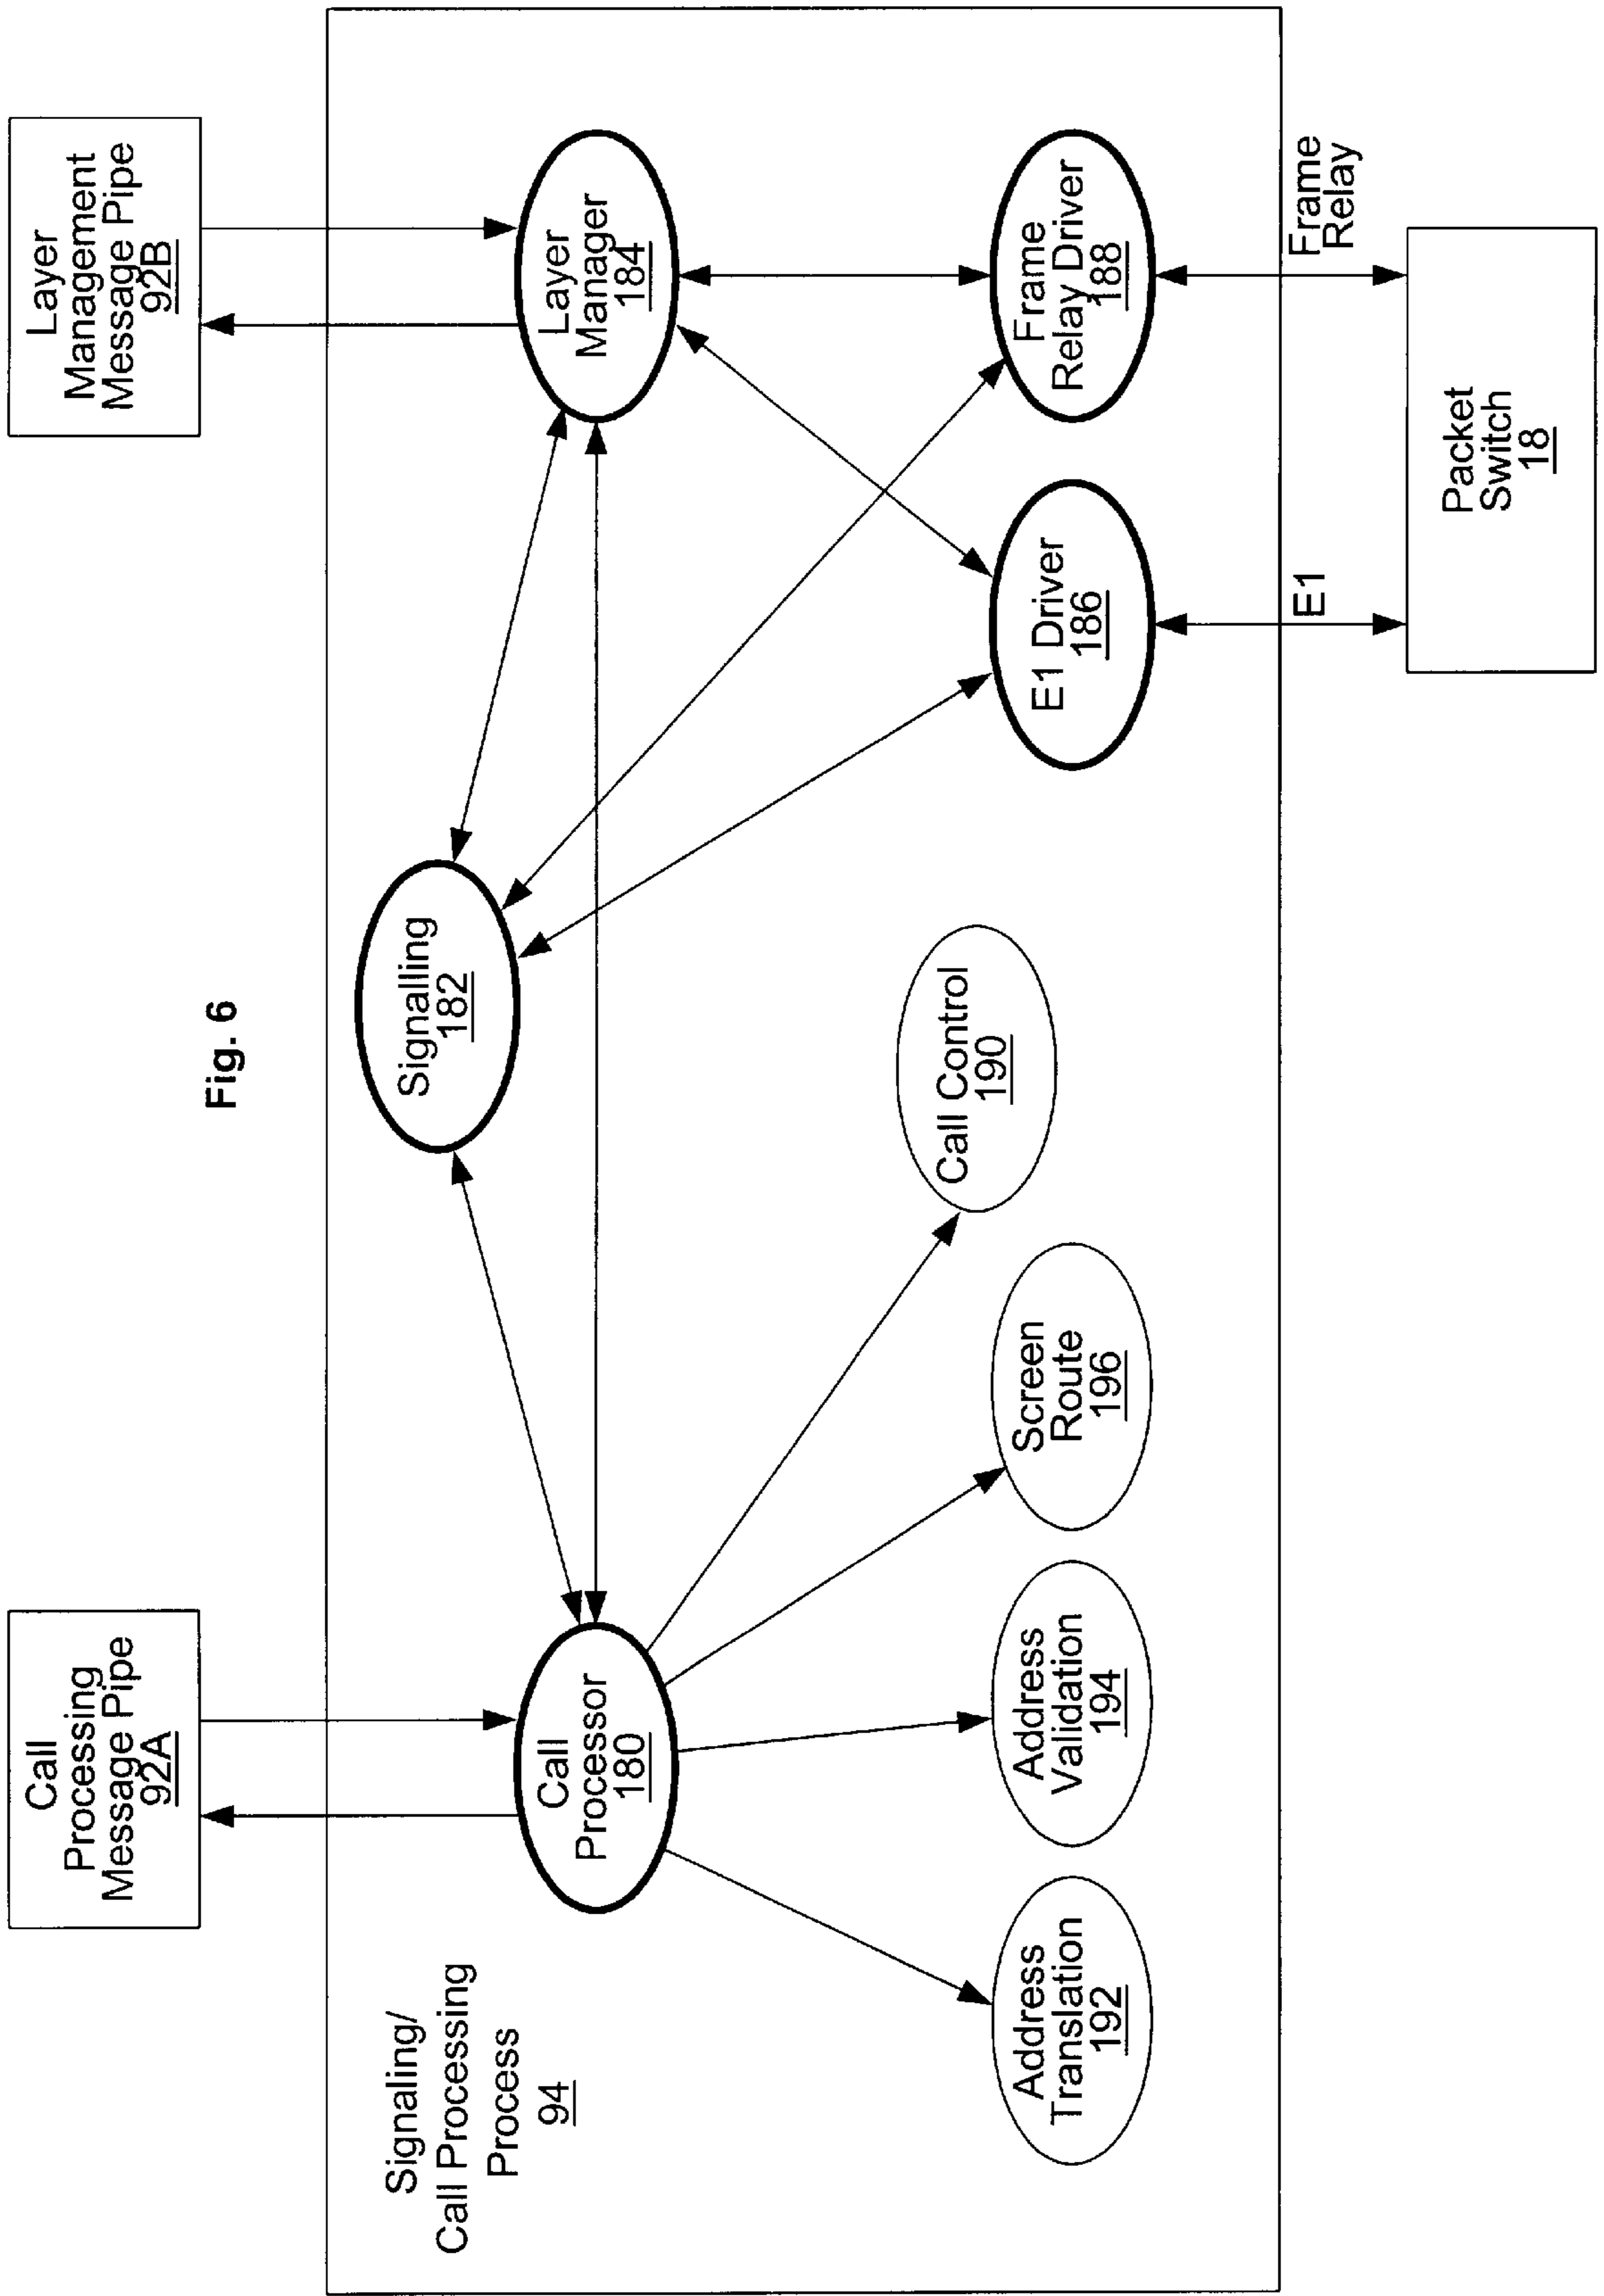 Fig. 6
Call
Processing
Message Pipe
92A
Layer
Management
Message Pipe
92B
Signaling/
Call Processing
Process
94
Signalling
182
Call
Processor
180
Layer
Manager
184
Call Control
190
Address
Translation
192
Address
Validation
194
Screen
Route
196
E1 Driver
186
Frame
Relay Driver
188
E1
Frame
Relay
Packet
Switch
18